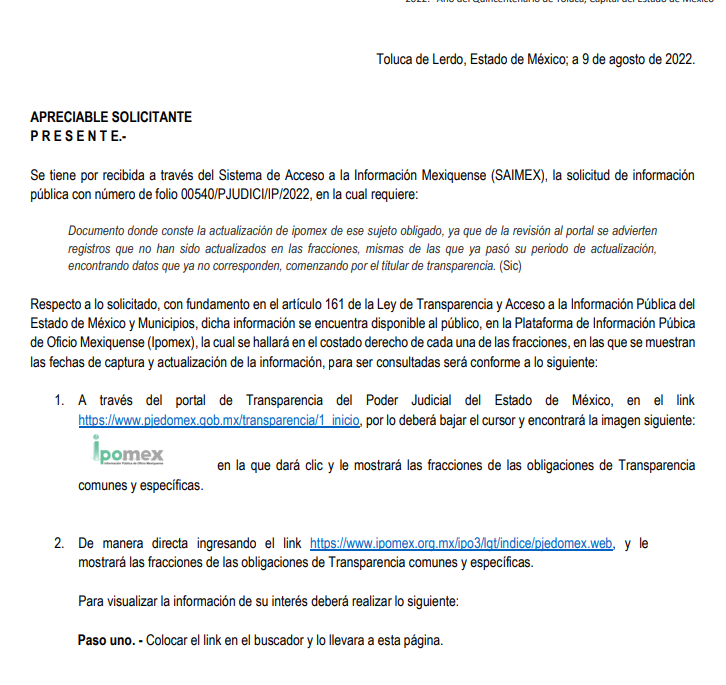 2022. "Año del Quincentenario de Toluca, Capital del Estado de México
Toluca de Lerdo, Estado de México; a 9 de agosto de 2022.
APRECIABLE SOLICITANTE
P R E S E N T E.-
Se tiene por recibida a través del Sistema de Acceso a la Información Mexiquense (SAIMEX), la solicitud de información
pública con número de folio 00540/PJUDICI/IP/2022, en la cual requiere:
Documento donde conste la actualización de ipomex de ese sujeto obligado, ya que de la revisión al portal se advierten
registros que no han sido actualizados en las fracciones, mismas de las que ya pasó su periodo de actualización,
encontrando datos que ya no corresponden, comenzando por el titular de transparencia. (Sic)
Respecto a lo solicitado, con fundamento en el artículo 161 de la Ley de Transparencia y Acceso a la Información Pública del
Estado de México y Municipios, dicha información se encuentra disponible al público, en la Plataforma de Información Púbica
de Oficio Mexiquense (Ipomex), la cual se hallará en el costado derecho de cada una de las fracciones, en las que se muestran
las fechas de captura y actualización de la información, para ser consultadas será conforme a lo siguiente:
1. A través del portal de Transparencia del Poder Judicial del Estado de México, en el link
https://www.pjedomex.gob.mx/transparencia/1_inicio, por lo deberá bajar el cursor y encontrará la imagen siguiente:
ipomex
Información Pública de Oficio Mexiquense
en la que dará clic y le mostrará las fracciones de las obligaciones de Transparencia
comunes y específicas.
2. De manera directa ingresando el link https://www.ipomex.org.mx/ipo3/lgt/indice/pjedomex.web, y le
mostrará las fracciones de las obligaciones de Transparencia comunes y específicas.
Para visualizar la información de su interés deberá realizar lo siguiente:
Paso uno. - Colocar el link en el buscador y lo llevara a esta página.